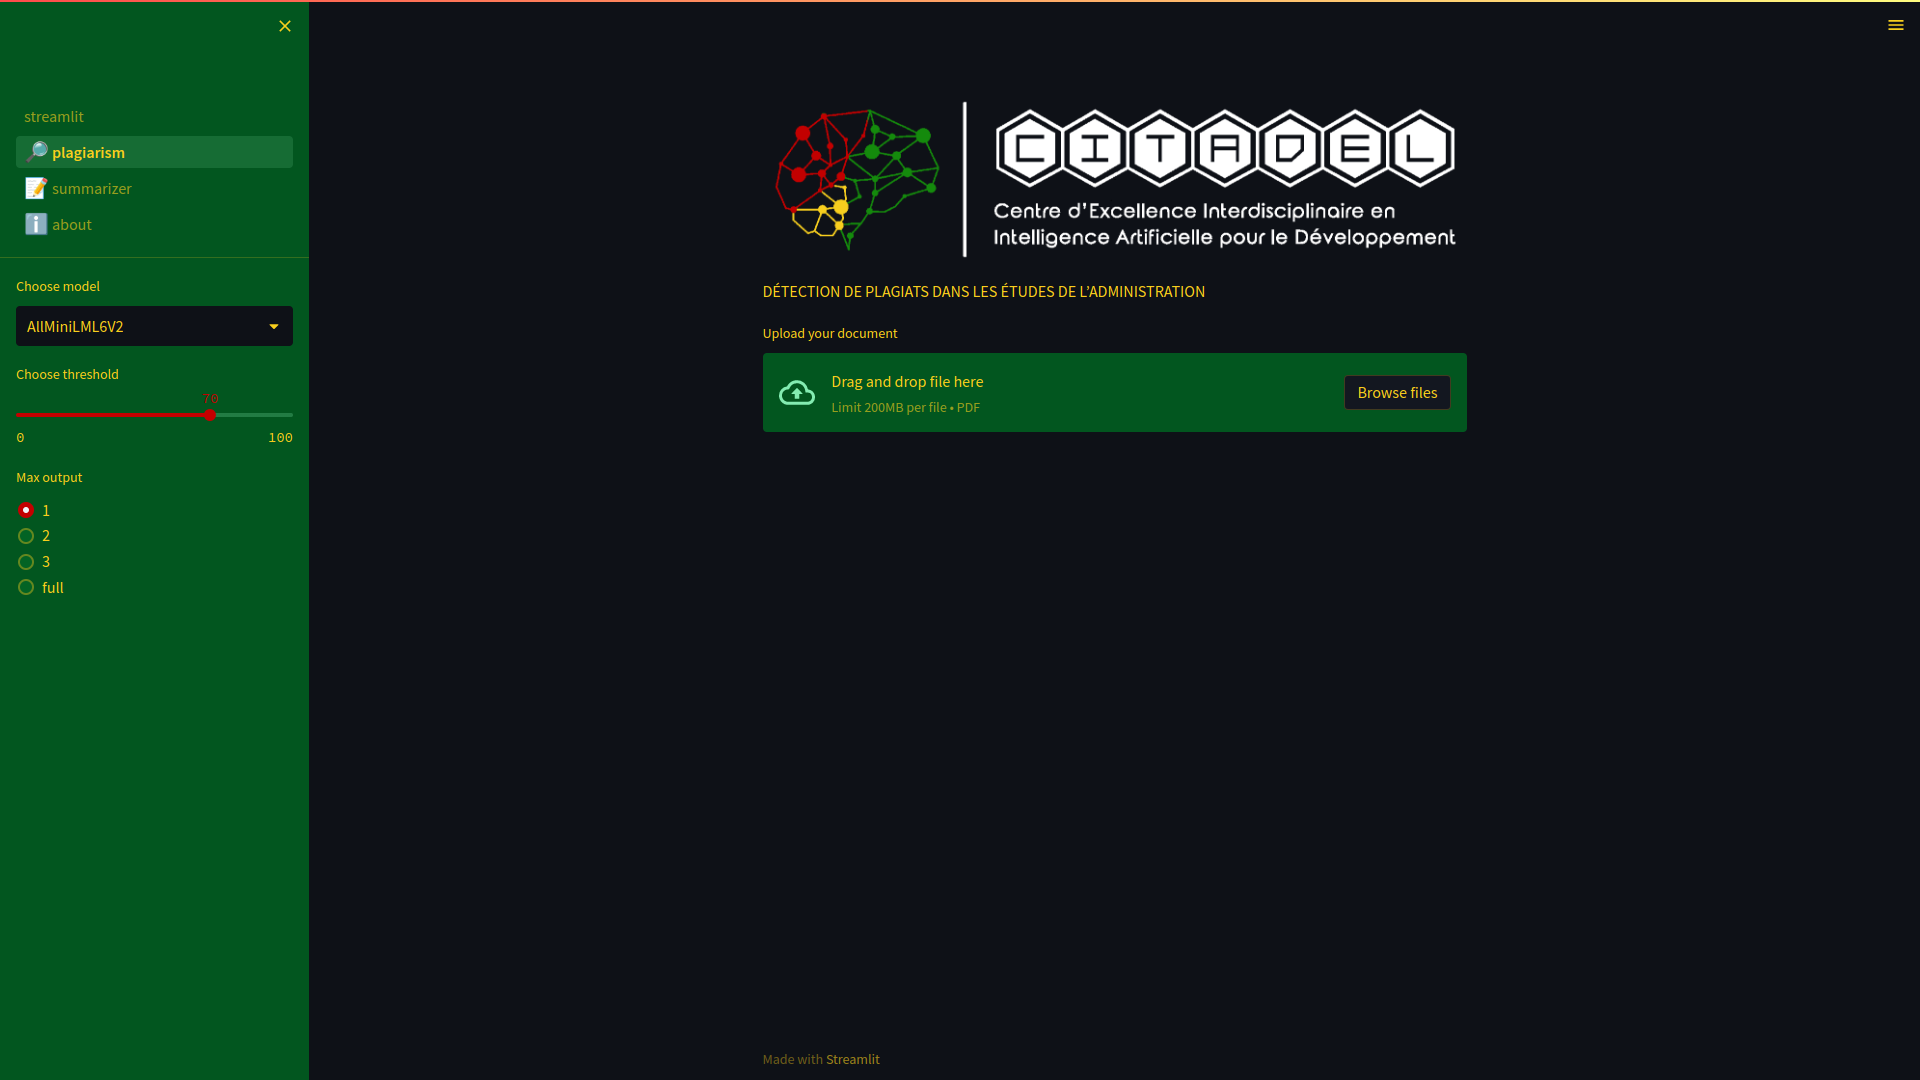 streamlit
plagiarism
summarizer
about
Choose model
AllMiniLML6V2
Choose threshold
70
0 100
Max output
1
2
3
full
CITADEL
Centre d'Excellence Interdisciplinaire en
Intelligence Artificielle pour le Développement
DÉTECTION DE PLAGIATS DANS LES ÉTUDES DE L'ADMINISTRATION
Upload your document
Drag and drop file here
Limit 200MB per file • PDF
Browse files
Made with Streamlit